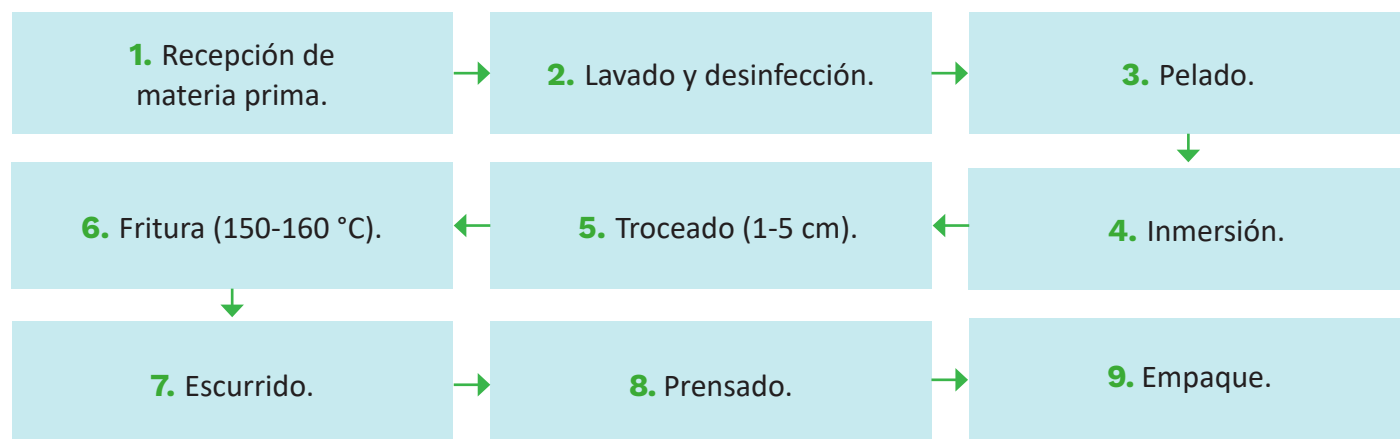 1. Recepción de
materia prima.
2. Lavado y desinfección.
3. Pelado.
4. Inmersión.
5. Troceado (1-5 cm).
6. Fritura (150-160 °C).
7. Escurrido.
8. Prensado.
9. Empaque.